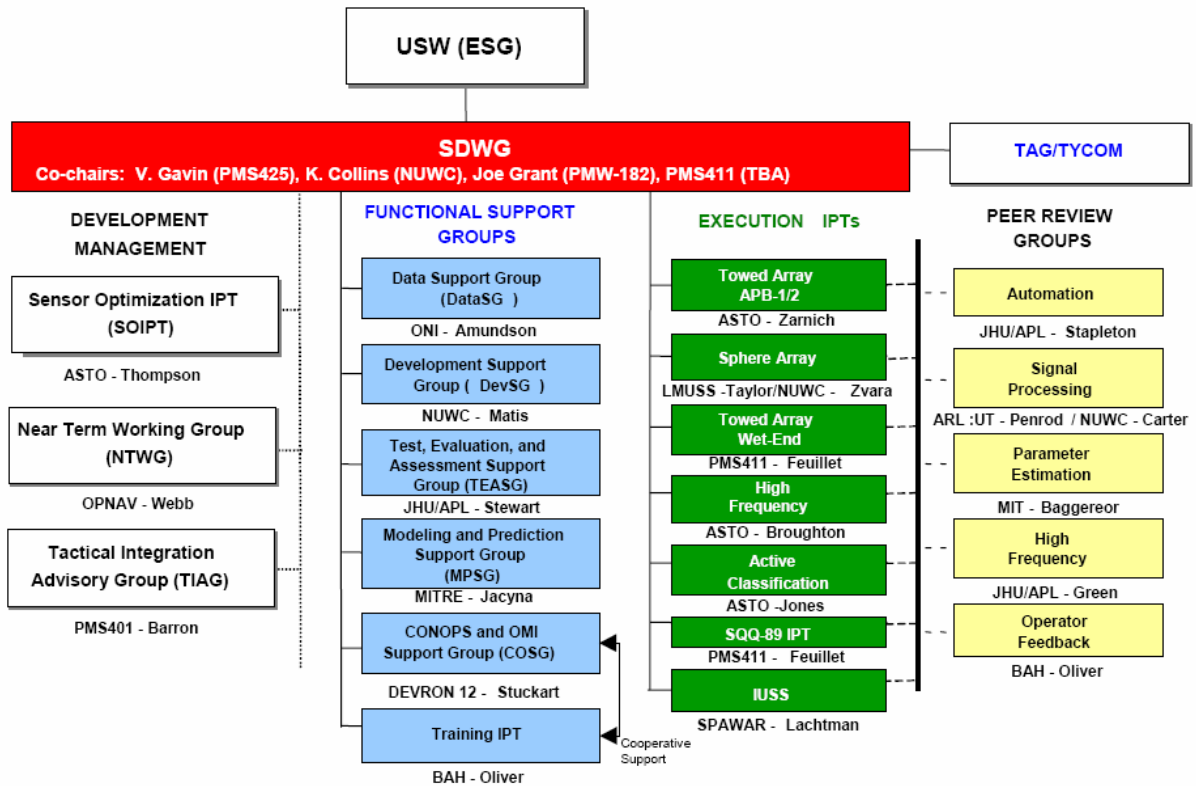 USW (ESG)
SDWG
Co-chairs: V. Gavin (PMS425), K. Collins (NUWC), Joe Grant (PMW-182), PMS411 (TBA)
TAG/TYCOM
DEVELOPMENT
MANAGEMENT
Sensor Optimization IPT
(SOIPT)
ASTO - Thompson
Near Term Working Group
(NTWG)
OPNAV - Webb
Tactical Integration
Advisory Group (TIAG)
PMS401 - Barron
FUNCTIONAL SUPPORT
GROUPS
Data Support Group
(DataSG )
ONI - Amundson
Development Support
Group ( DevSG )
NUWC - Matis
Test, Evaluation, and
Assessment Support
Group (TEASG)
JHU/APL - Stewart
Modeling and Prediction
Support Group
(MPSG)
MITRE - Jacyna
CONOPS and OMI
Support Group (COSG)
DEVRON 12 - Stuckart
Training IPT
BAH - Oliver
Cooperative
Support
EXECUTION IPTs
Towed Array
APB-1/2
ASTO - Zarnich
Sphere Array
LMUSS -Taylor/NUWC - Zvara
Towed Array
Wet-End
PMS411 - Feuillet
High
Frequency
ASTO - Broughton
Active
Classification
ASTO -Jones
SQQ-89 IPT
PMS411 - Feuillet
IUSS
SPAWAR - Lachtman
PEER REVIEW
GROUPS
Automation
JHU/APL - Stapleton
Signal
Processing
ARL :UT - Penrod / NUWC - Carter
Parameter
Estimation
MIT - Baggereor
High
Frequency
JHU/APL - Green
Operator
Feedback
BAH - Oliver